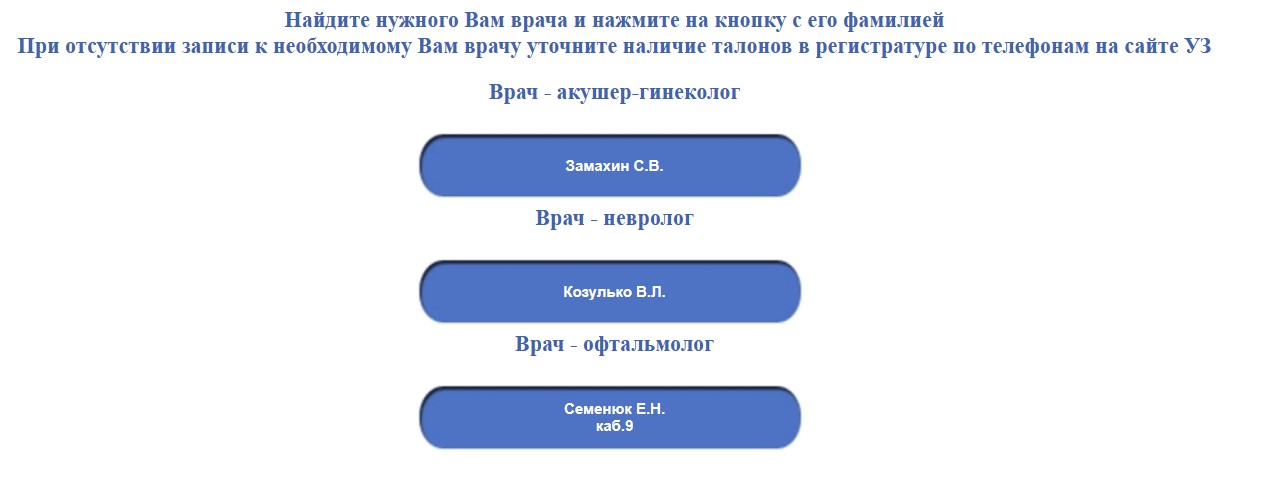 Найдите нужного Вам врача и нажмите на кнопку с его фамилией
При отсутствии записи к необходимому Вам врачу уточните наличие талонов в регистратуре по телефонам на сайте УЗ
Врач - акушер-гинеколог
Замахин С.В.
Врач - невролог
Козулько В.Л.
Врач - офтальмолог
Семенюк Е.Н.
каб.9